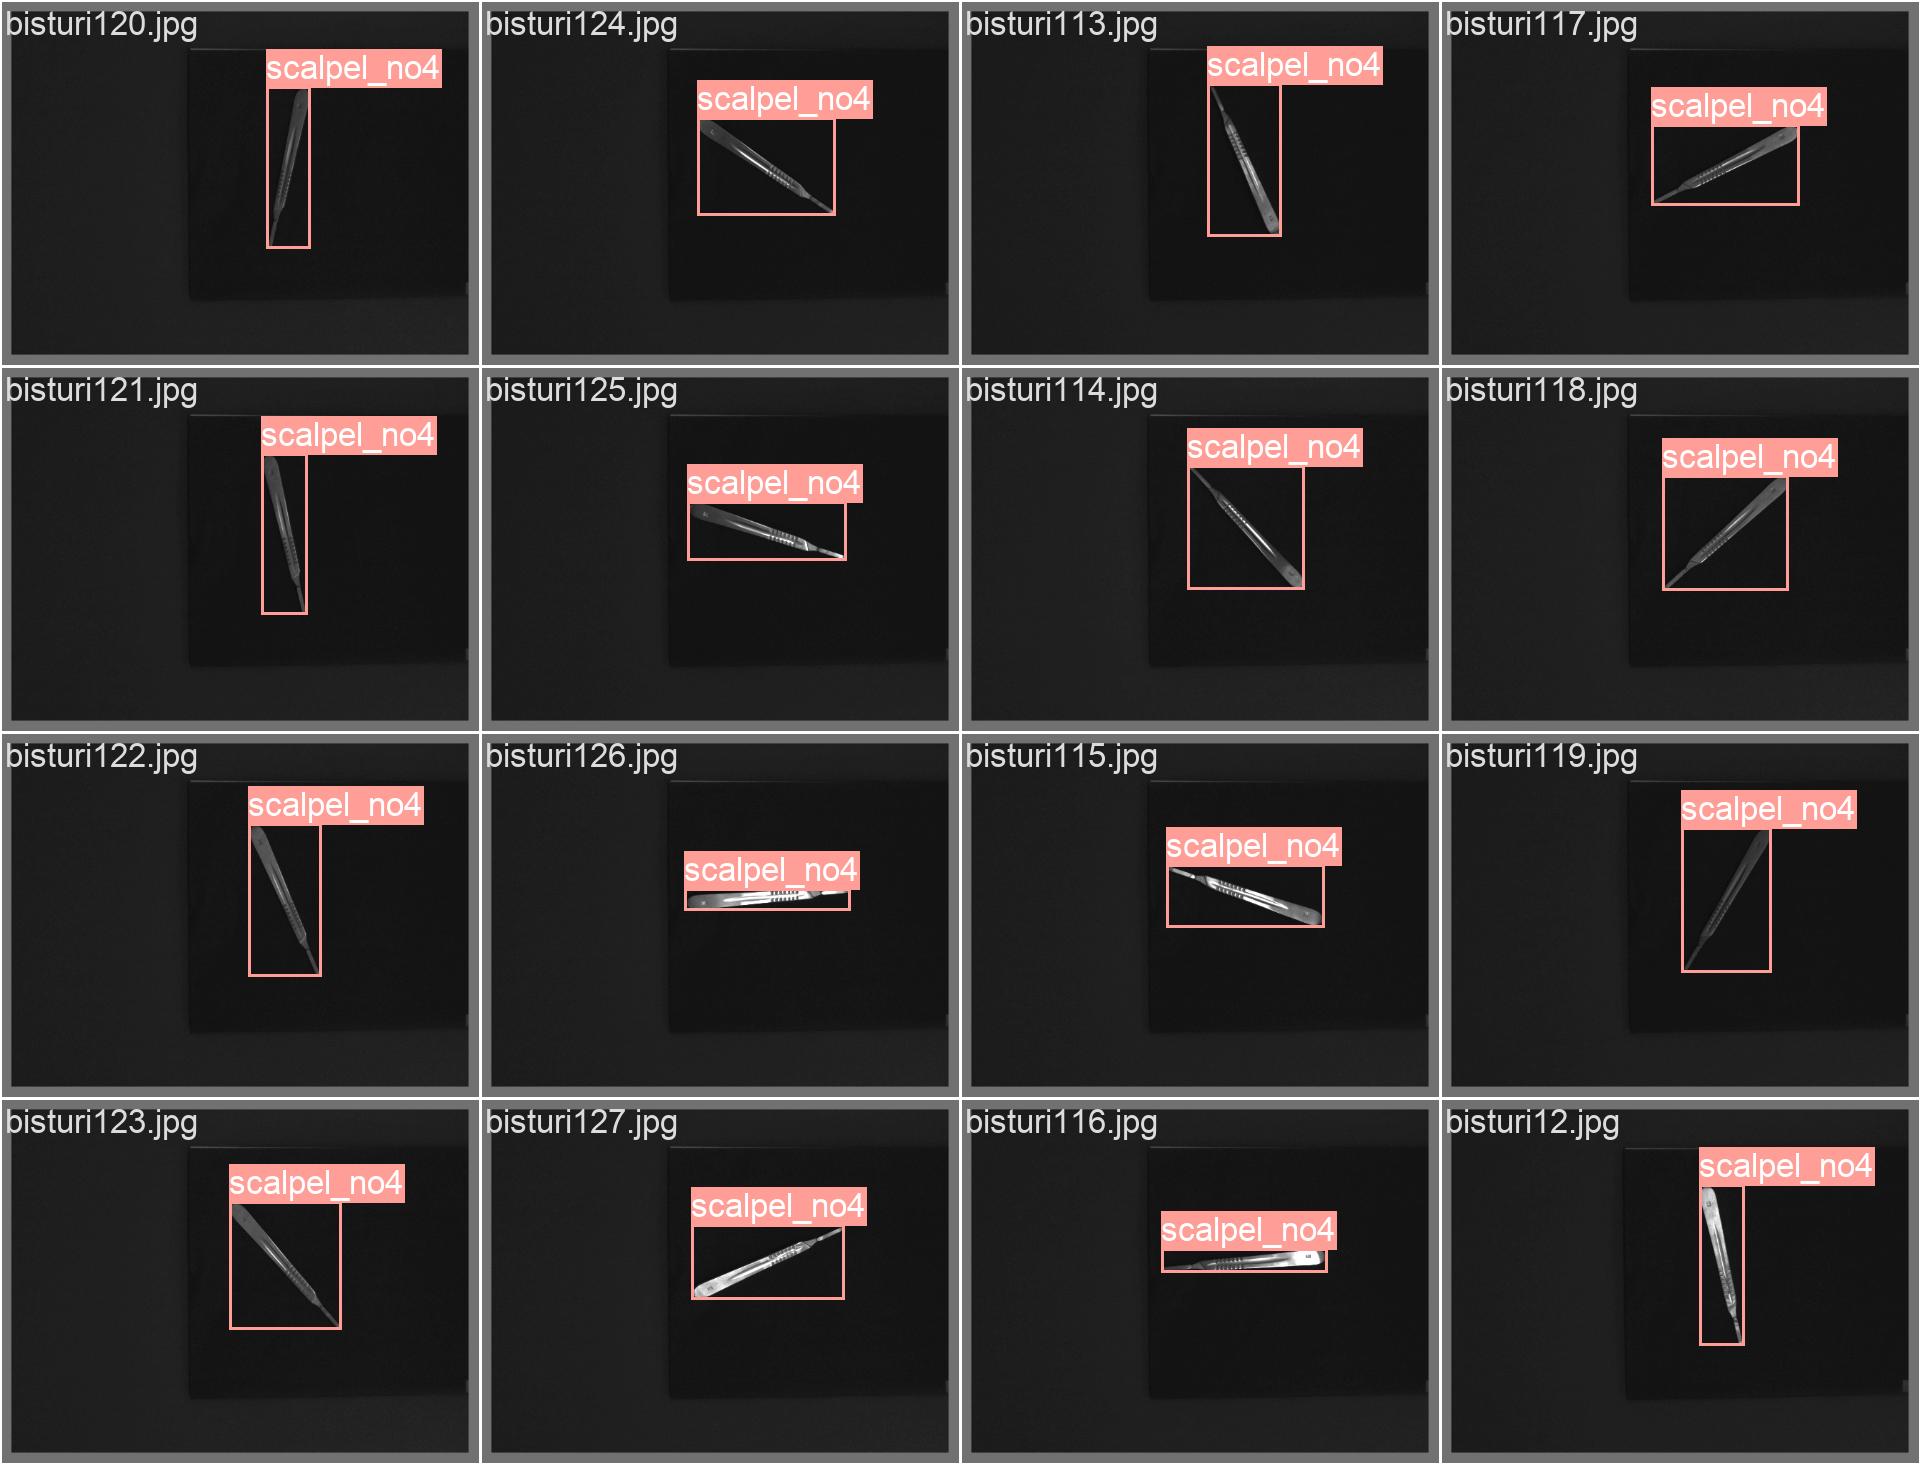 bisturi120.jpg
scalpel_no4
bisturi124.jpg
scalpel_no4
bisturi113.jpg
scalpel_no4
bisturi117.jpg
scalpel_no4
bisturi121.jpg
scalpel_no4
bisturi125.jpg
scalpel_no4
bisturi114.jpg
scalpel_no4
bisturi118.jpg
scalpel_no4
bisturi122.jpg
scalpel_no4
bisturi126.jpg
scalpel_no4
bisturi115.jpg
scalpel_no4
bisturi119.jpg
scalpel_no4
bisturi123.jpg
scalpel_no4
bisturi127.jpg
scalpel_no4
bisturi116.jpg
scalpel_no4
bisturi12.jpg
scalpel_no4